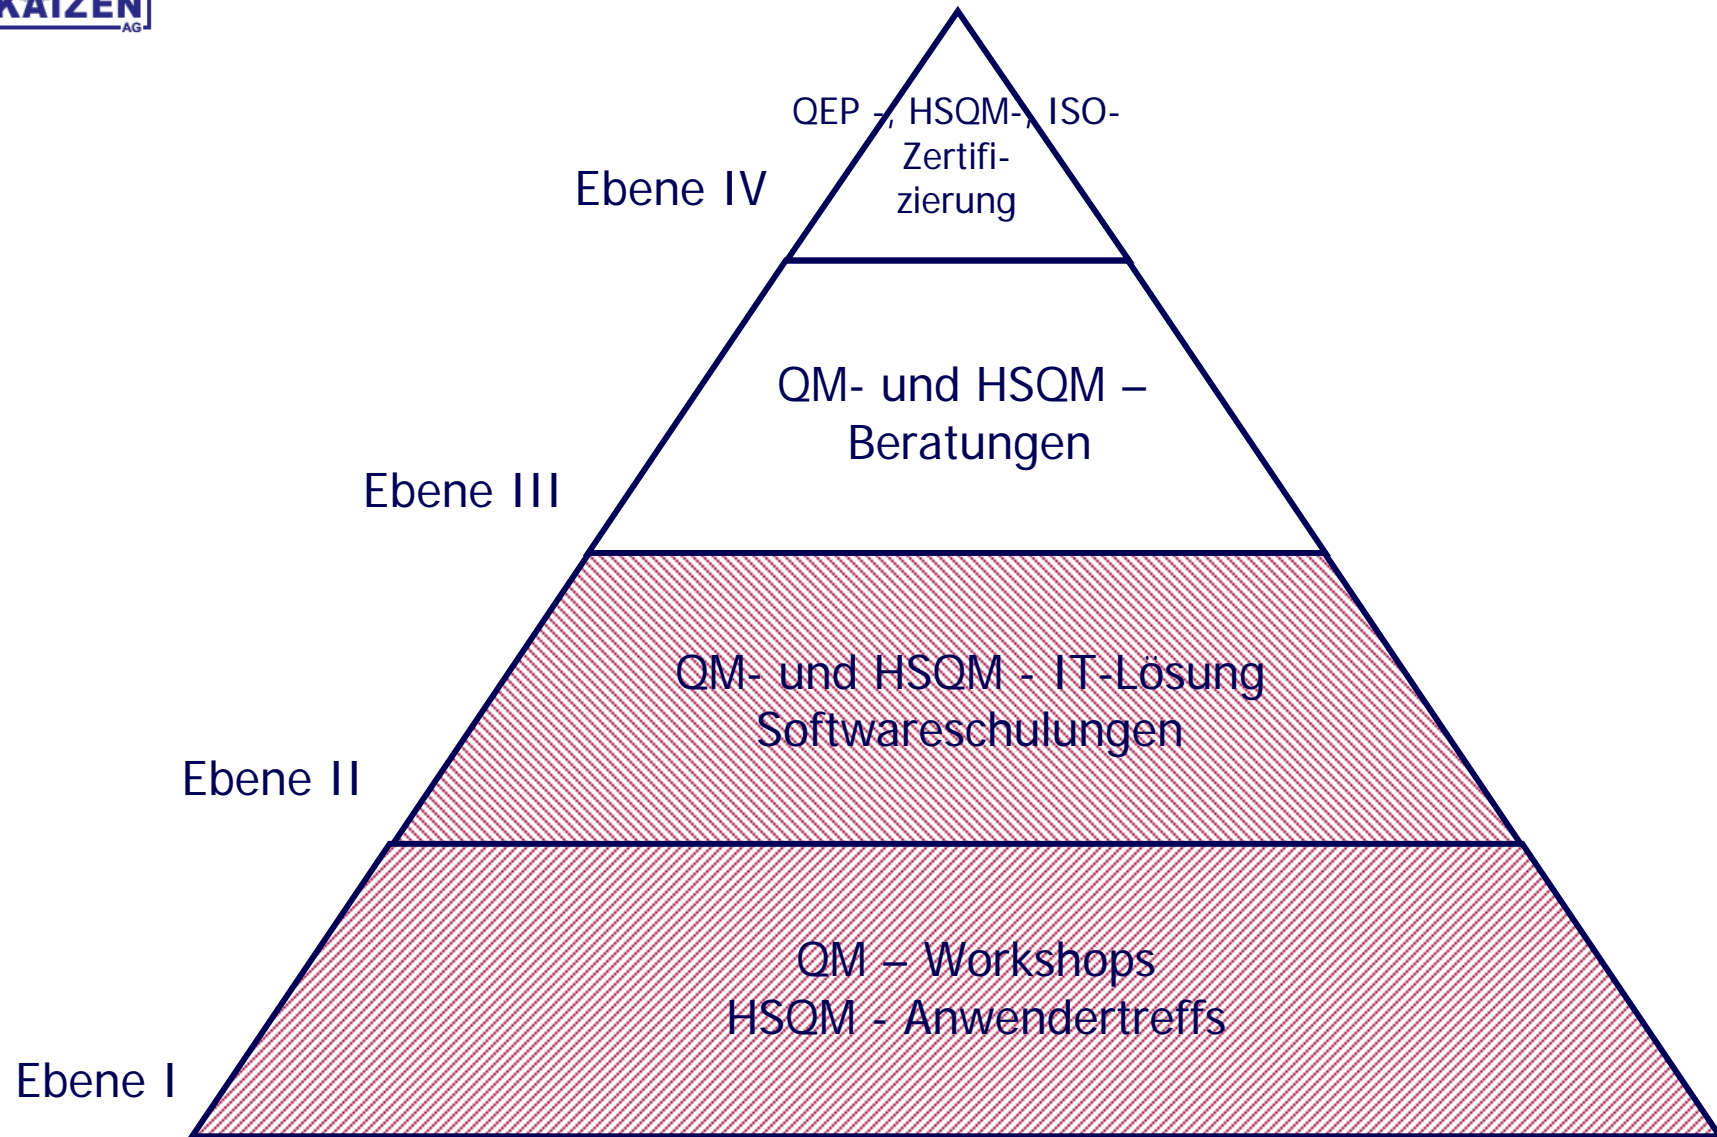 KAIZEN
AG
QEP -, HSQM-, ISO-
Zertifi-
zierung
Ebene IV
QM- und HSQM –
Beratungen
Ebene III
QM- und HSQM - IT-Lösung
Softwareschulungen
Ebene II
QM – Workshops
HSQM - Anwendertreffs
Ebene I